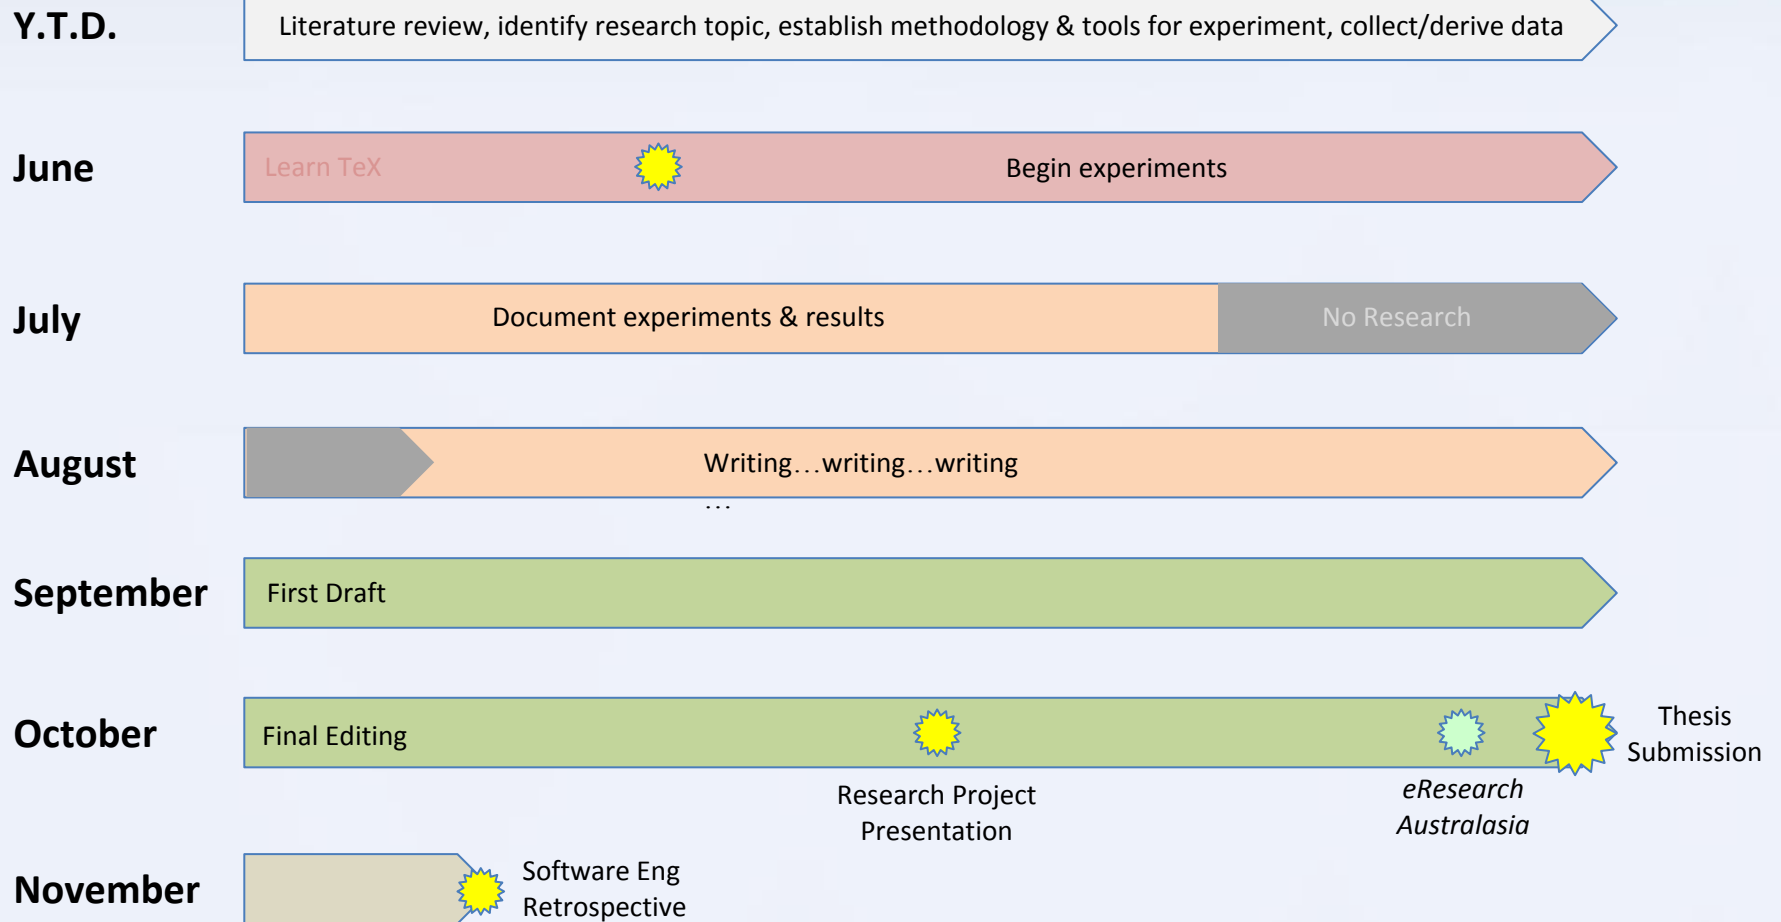 Y.T.D.
Literature review, identify research topic, establish methodology & tools for experiment, collect/derive data
June
Learn TeX
Begin experiments
July
Document experiments & results
No Research
August
Writing…writing…writing
…
September
First Draft
October
Final Editing
Thesis
Submission
Research Project
Presentation
eResearch
Australasia
November
Software Eng
Retrospective